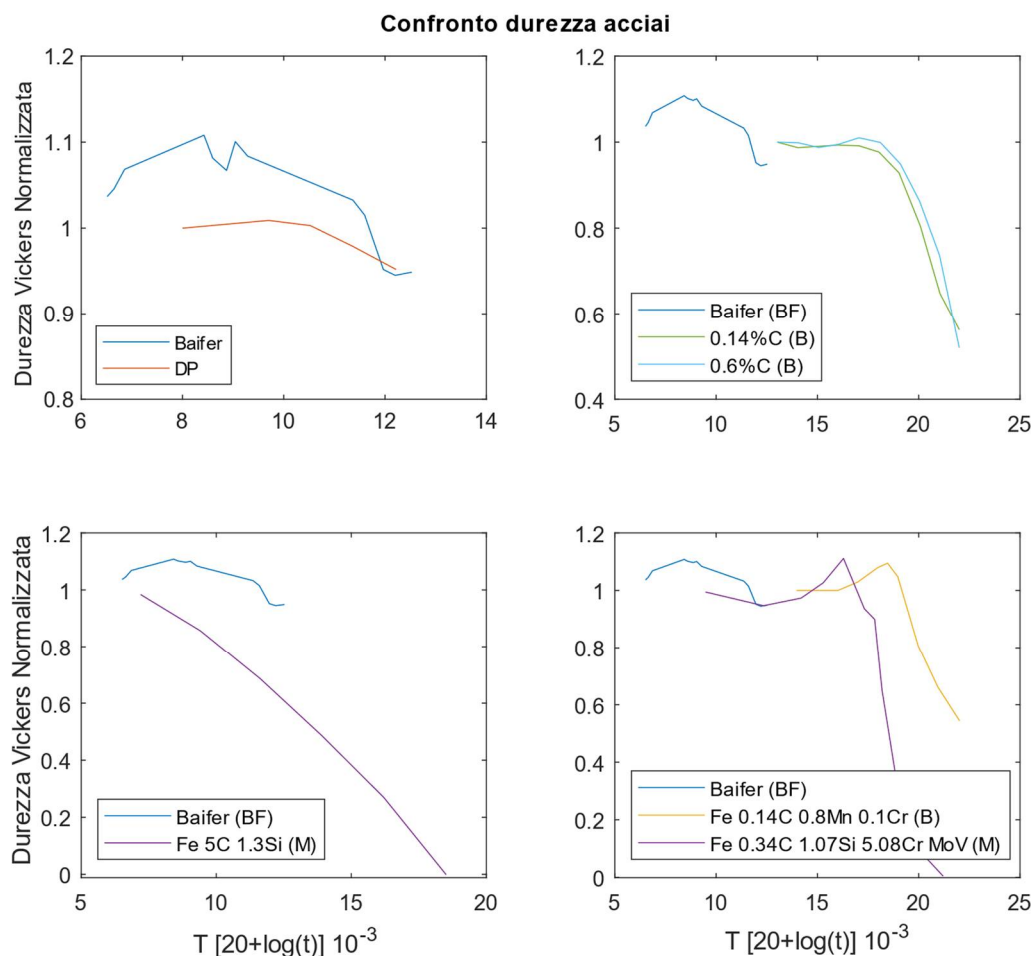 Confronto durezza acciai
Durezza Vickers Normalizzata
1.2
1.1
1
0.9
0.8
6
8
10
12
14
Baifer
DP
1.2
1
0.8
0.6
0.4
5
10
15
20
25
Baifer (BF)
0.14%C (B)
0.6%C (B)
Durezza Vickers Normalizzata
1.2
1
0.8
0.6
0.4
0.2
0
5
10
15
20
Baifer (BF)
Fe 5C 1.3Si (M)
T [20+log(t)] 10^-3
1.2
1
0.8
0.6
0.4
0.2
0
5
10
15
20
25
Baifer (BF)
Fe 0.14C 0.8Mn 0.1Cr (B)
Fe 0.34C 1.07Si 5.08Cr MoV (M)
T [20+log(t)] 10^-3